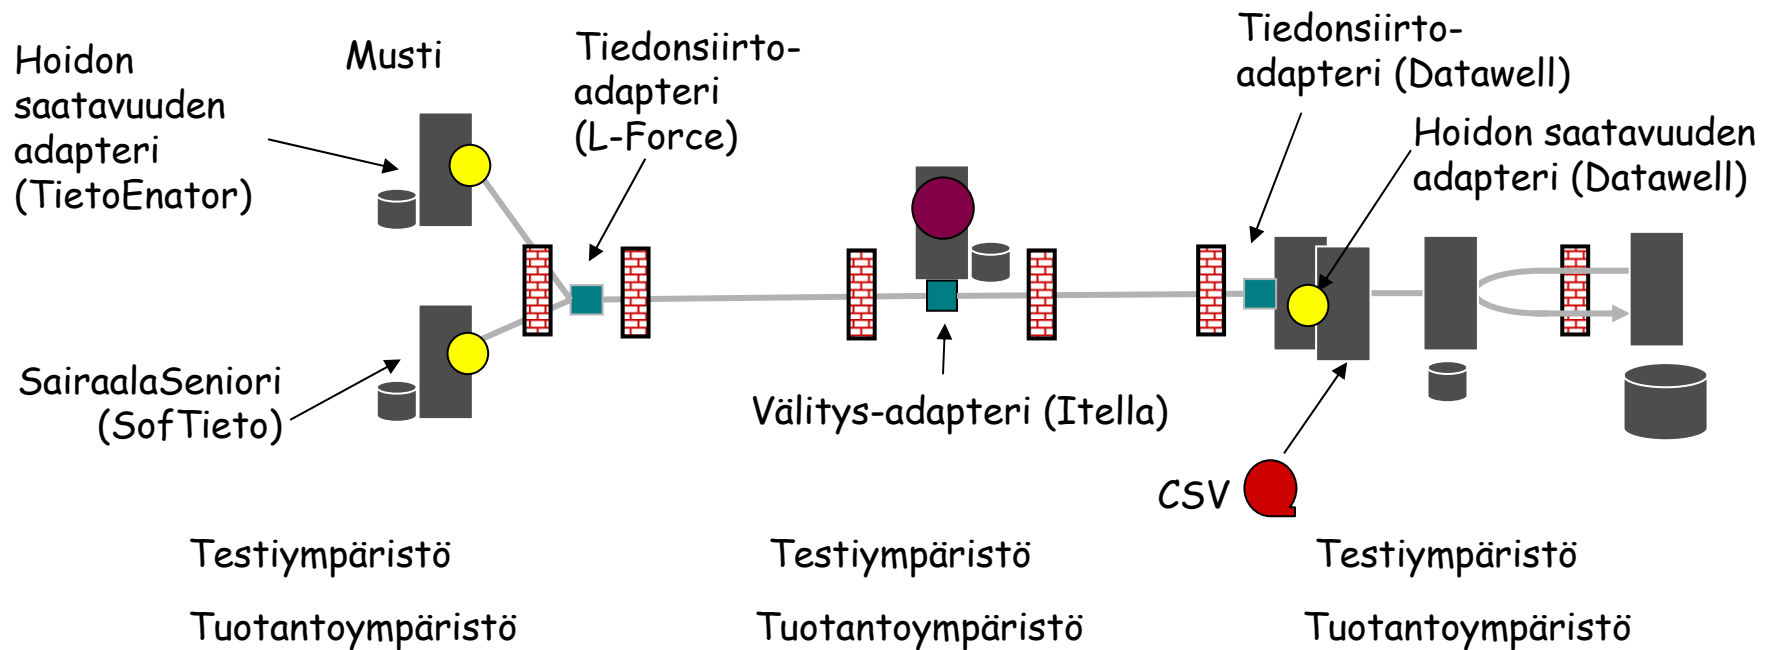 Hoidon
saatavuuden
adapteri
(TietoEnator)
Musti
Tiedonsiirto-
adapteri
(L-Force)
Tiedonsiirto-
adapteri (Datawell)
Hoidon saatavuuden
adapteri (Datawell)
SairaalaSeniori
(SofTieto)
Välitys-adapteri (Itella)
CSV
Testiympäristö
Testiympäristö
Testiympäristö
Tuotantoympäristö
Tuotantoympäristö
Tuotantoympäristö